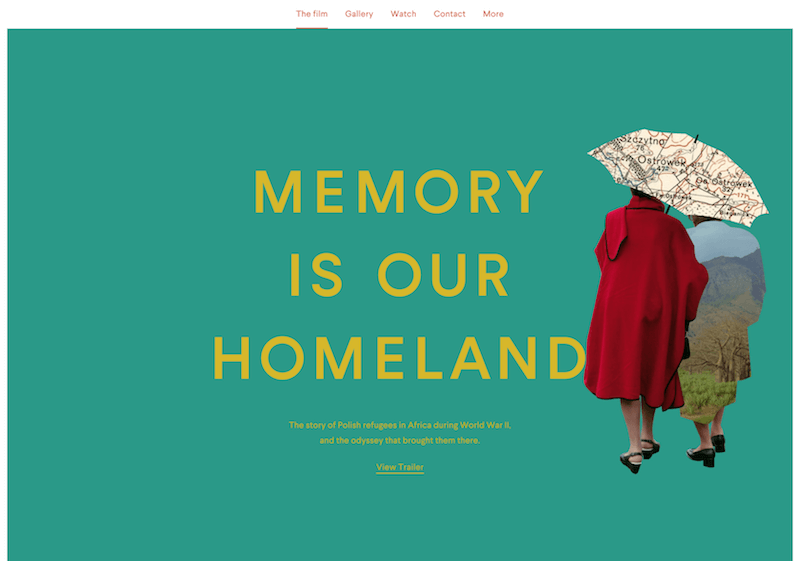 The film Gallery Watch Contact More
Ostrówek
MEMORY
IS OUR
HOMELAND
The story of Polish refugees in Africa during World War II,
and the odyssey that brought them there.
View Trailer